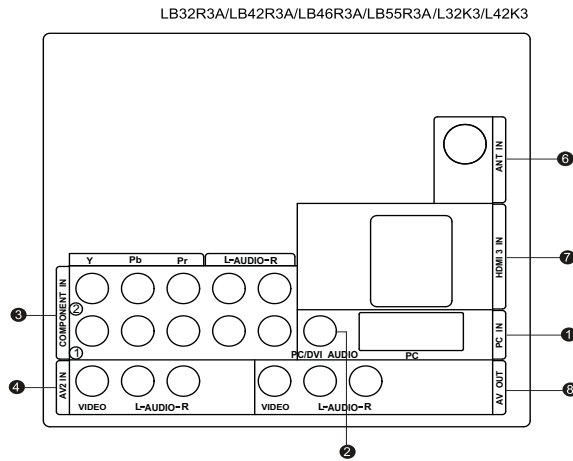 LB32R3A/LB42R3A/LB46R3A/LB55R3A/L32K3/L42K3
ANT IN
6
HDMI 3 IN
7
Y Pb Pr L-AUDIO-R
COMPONENT IN
2
3
1
PC IN
1
PC/DVI AUDIO PC
AV2 IN
4
VIDEO L-AUDIO-R
VIDEO L-AUDIO-R
AV OUT
8
2